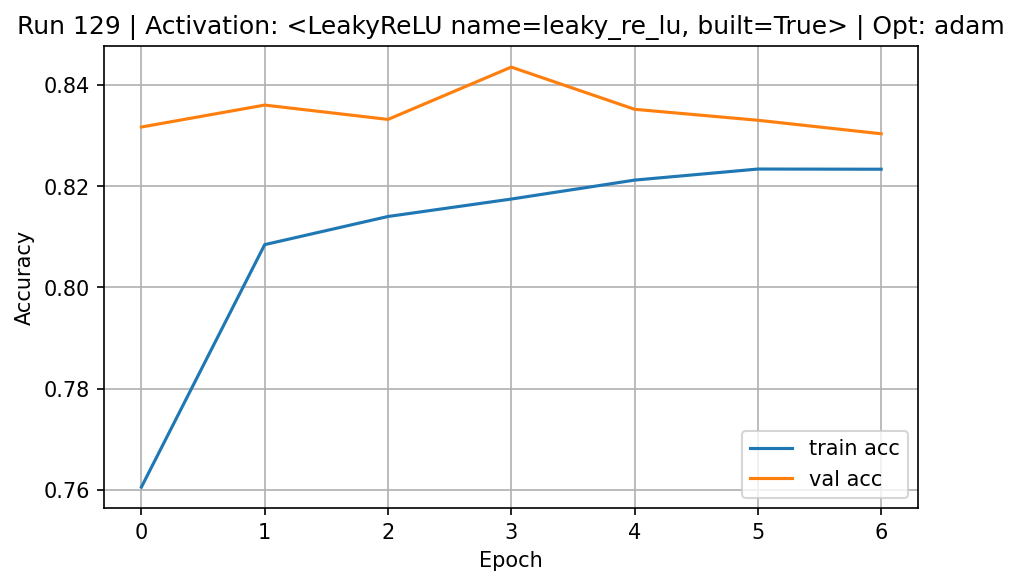 Run 129 | Activation: <LeakyReLU name=leaky_re_lu, built=True> | Opt: adam
Accuracy
0.84
0.82
0.80
0.78
0.76
train acc
val acc
0 1 2 3 4 5 6
Epoch